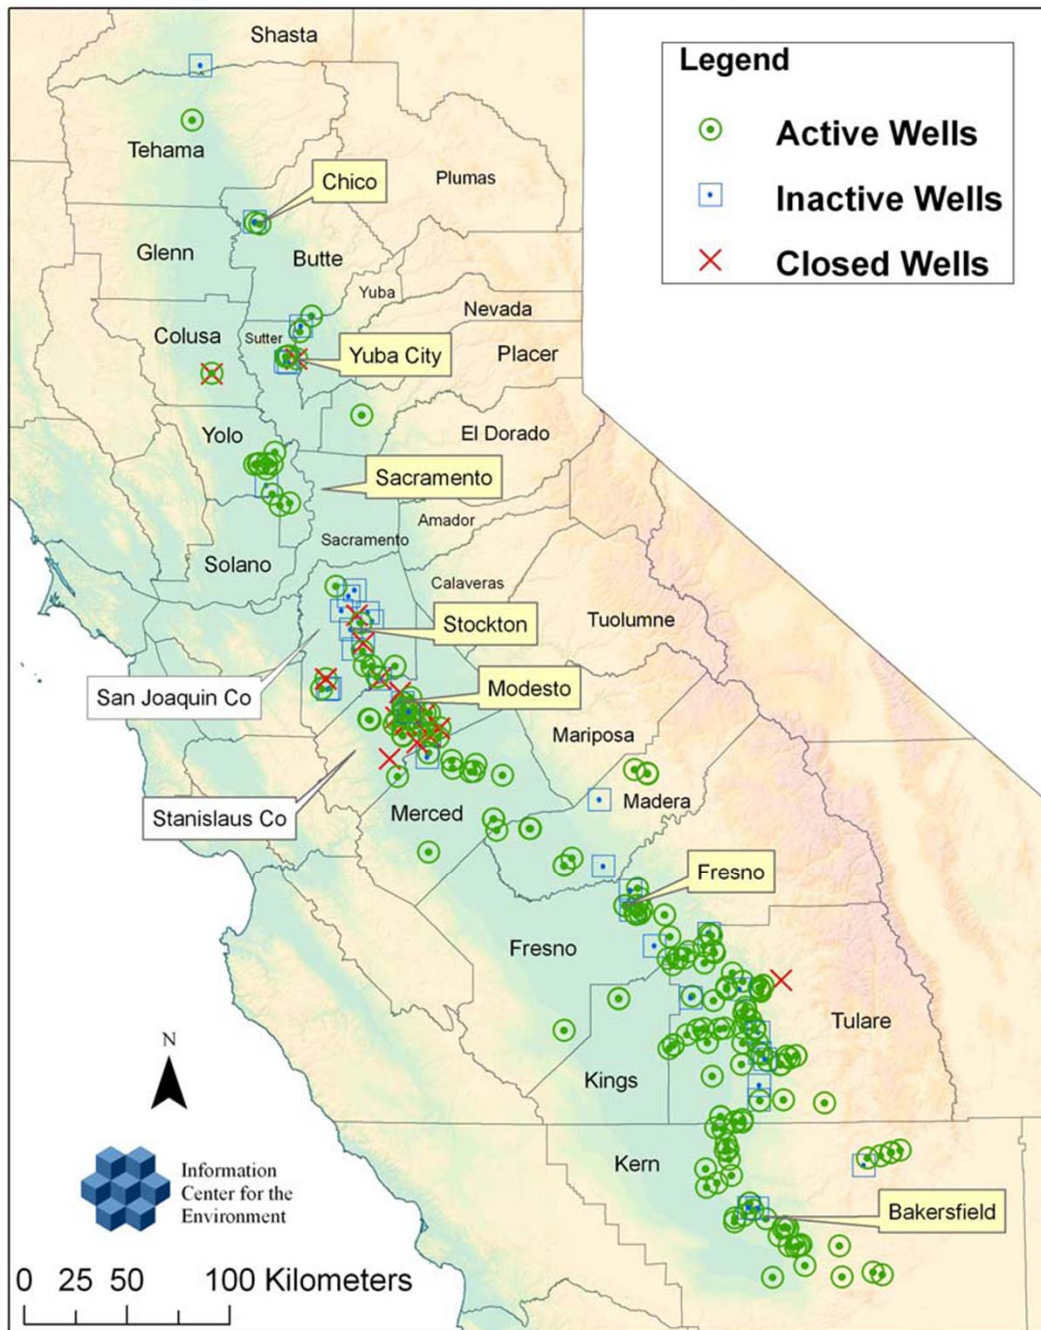 Shasta
Legend
Active Wells
Inactive Wells
Closed Wells
Tehama
Chico
Plumas
Glenn
Butte
Yuba
Nevada
Colusa
Sutter
Yuba City
Placer
Yolo
El Dorado
Sacramento
Amador
Sacramento
Solano
Calaveras
Tuolumne
Stockton
San Joaquin Co
Modesto
Mariposa
Madera
Stanislaus Co
Merced
Fresno
Fresno
Tulare
N
Kings
Kern
Information
Center for the
Environment
Bakersfield
0 25 50 100 Kilometers